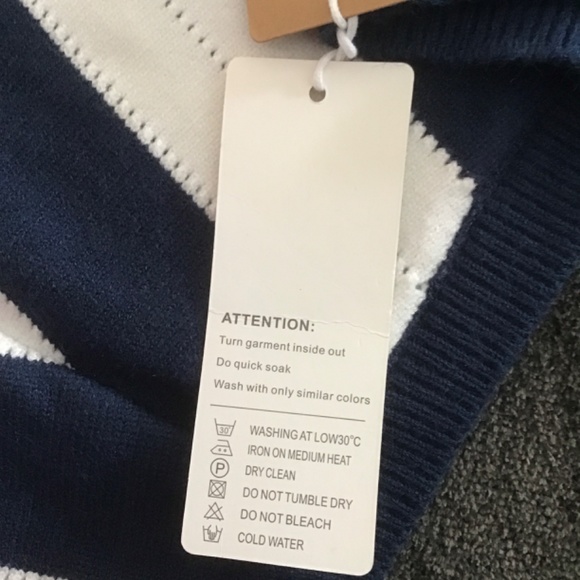 ATTENTION:
Turn garment inside out
Do quick soak
Wash with only similar colors
30° WASHING AT LOW30°C
IRON ON MEDIUM HEAT
P DRY CLEAN
DO NOT TUMBLE DRY
DO NOT BLEACH
COLD WATER